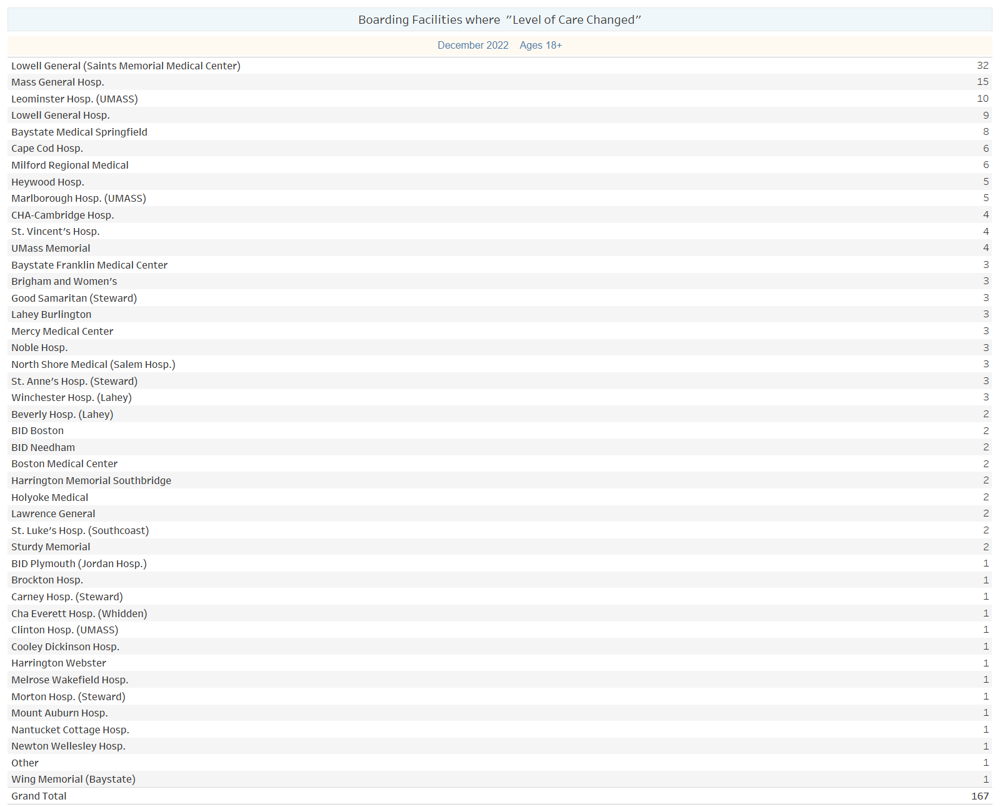 Boarding Facilities where "Level of Care Changed"
December 2022 Ages 18+
Lowell General (Saints Memorial Medical Center) 32
Mass General Hosp. 15
Leominster Hosp. (UMASS) 10
Lowell General Hosp. 9
Baystate Medical Springfield 8
Cape Cod Hosp. 6
Milford Regional Medical 6
Heywood Hosp. 5
Marlborough Hosp. (UMASS) 5
CHA-Cambridge Hosp. 4
St. Vincent's Hosp. 4
UMass Memorial 4
Baystate Franklin Medical Center 3
Brigham and Women's 3
Good Samaritan (Steward) 3
Lahey Burlington 3
Mercy Medical Center 3
Noble Hosp. 3
North Shore Medical (Salem Hosp.) 3
St. Anne's Hosp. (Steward) 3
Winchester Hosp. (Lahey) 3
Beverly Hosp. (Lahey) 2
BID Boston 2
BID Needham 2
Boston Medical Center 2
Harrington Memorial Southbridge 2
Holyoke Medical 2
Lawrence General 2
St. Luke's Hosp. (Southcoast) 2
Sturdy Memorial 2
BID Plymouth (Jordan Hosp.) 1
Brockton Hosp. 1
Carney Hosp. (Steward) 1
Cha Everett Hosp. (Whidden) 1
Clinton Hosp. (UMASS) 1
Cooley Dickinson Hosp. 1
Harrington Webster 1
Melrose Wakefield Hosp. 1
Morton Hosp. (Steward) 1
Mount Auburn Hosp. 1
Nantucket Cottage Hosp. 1
Newton Wellesley Hosp. 1
Other 1
Wing Memorial (Baystate) 1
Grand Total 167